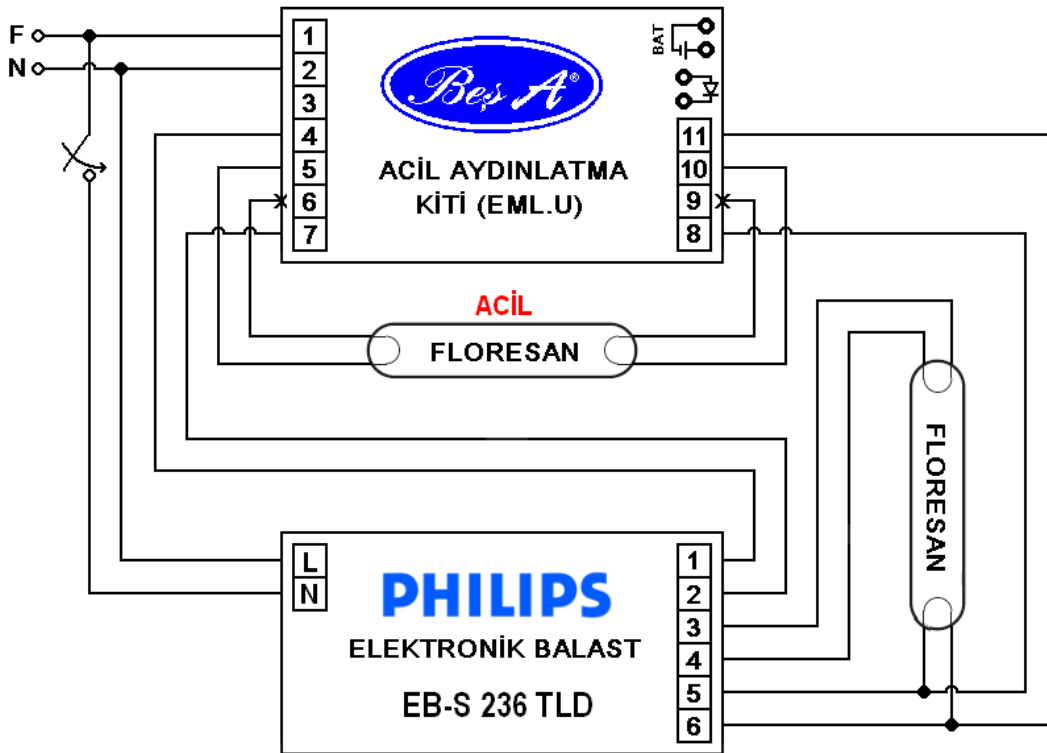 F
N
1
2
3
4
5
6
7
Beş A®
ACİL AYDINLATMA
KİTİ (EML.U)
BAT
11
10
9
8
ACİL
FLORESAN
FLORESAN
L
N
PHILIPS
ELEKTRONİK BALAST
EB-S 236 TLD
1
2
3
4
5
6